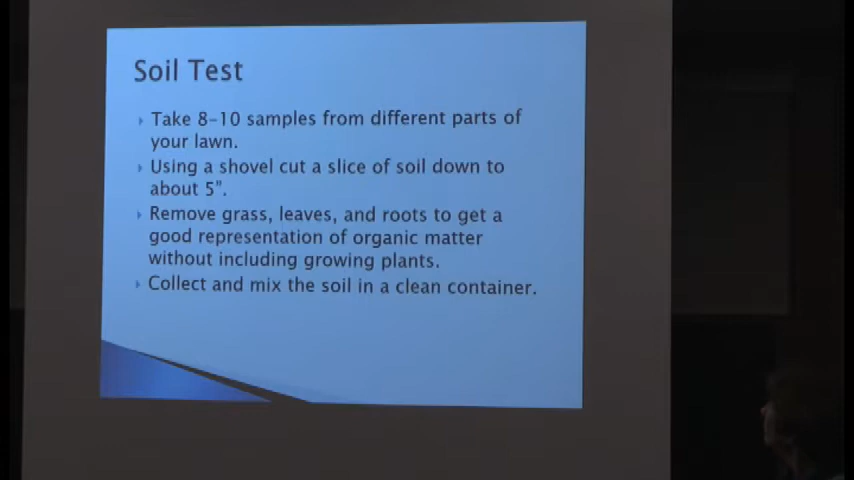 Soil Test
Take 8-10 samples from different parts of
your lawn.
Using a shovel cut a slice of soil down to
about 5".
Remove grass, leaves, and roots to get a
good representation of organic matter
without including growing plants.
Collect and mix the soil in a clean container.